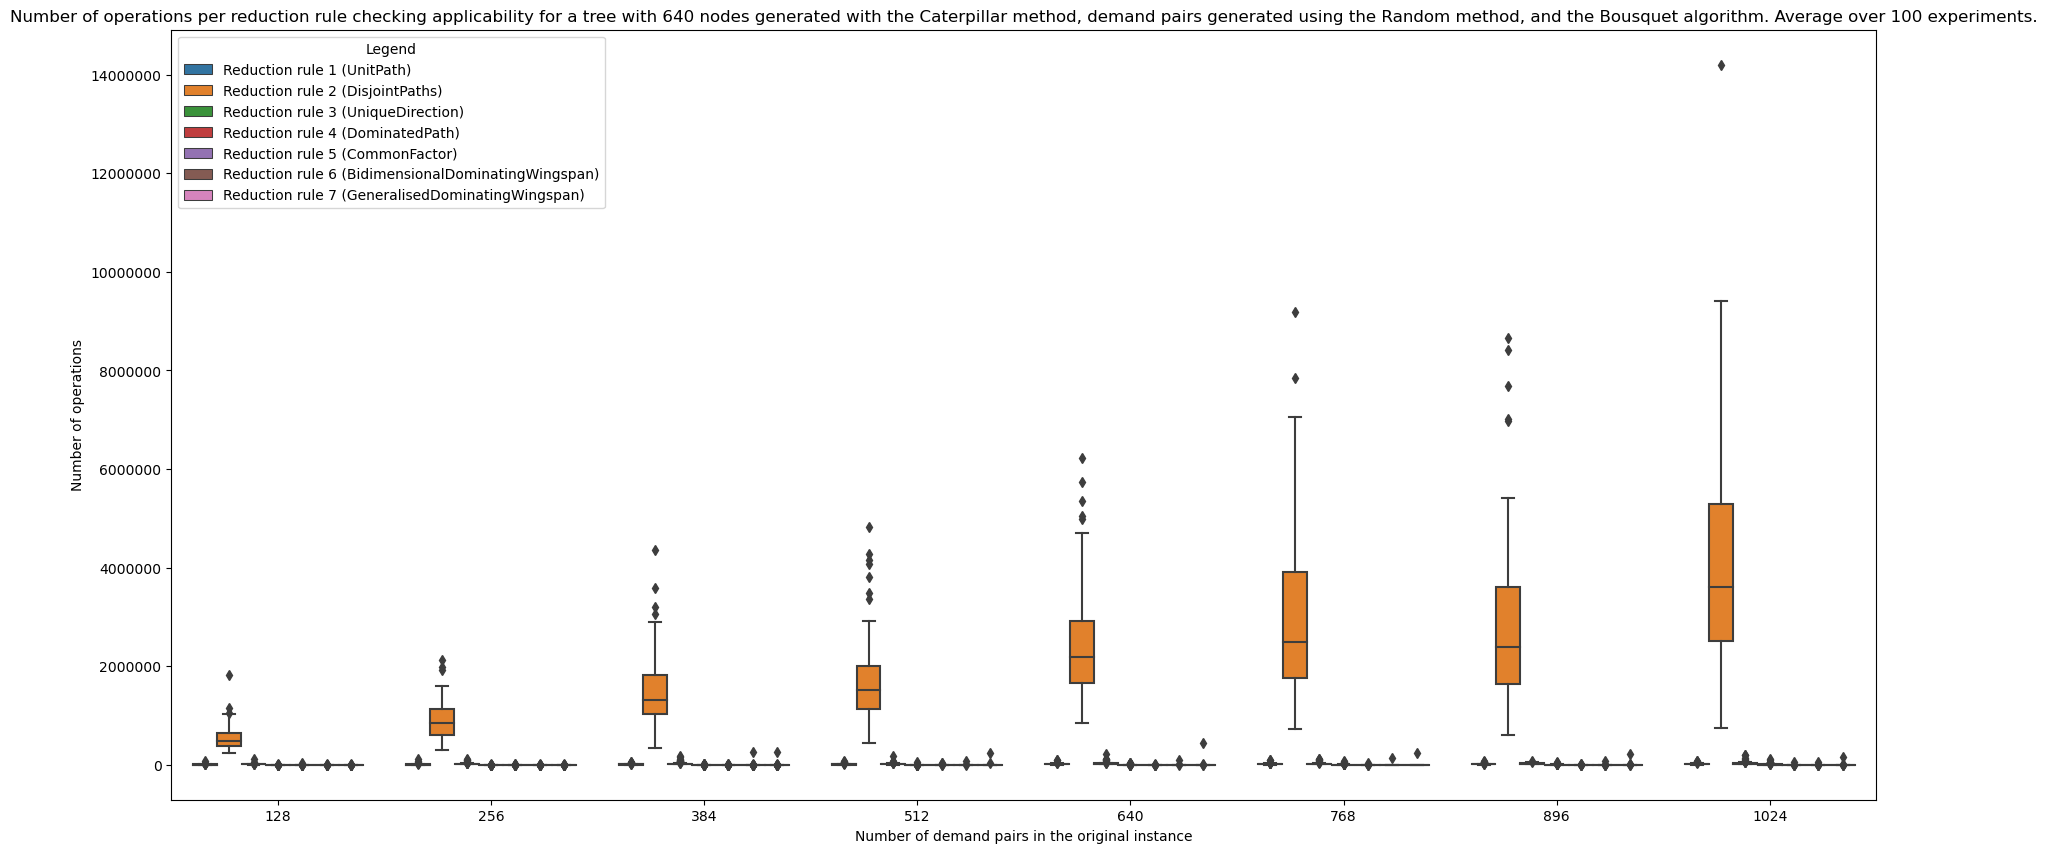 Number of operations per reduction rule checking applicability for a tree with 640 nodes generated with the Caterpillar method, demand pairs generated using the Random method, and the Bousquet algorithm. Average over 100 experiments.
Legend
Reduction rule 1 (UnitPath)
Reduction rule 2 (DisjointPaths)
Reduction rule 3 (UniqueDirection)
Reduction rule 4 (DominatedPath)
Reduction rule 5 (CommonFactor)
Reduction rule 6 (BidimensionalDominatingWingspan)
Reduction rule 7 (GeneralisedDominatingWingspan)
Number of operations
14000000
12000000
10000000
8000000
6000000
4000000
2000000
0
128 256 384 512 640 768 896 1024
Number of demand pairs in the original instance